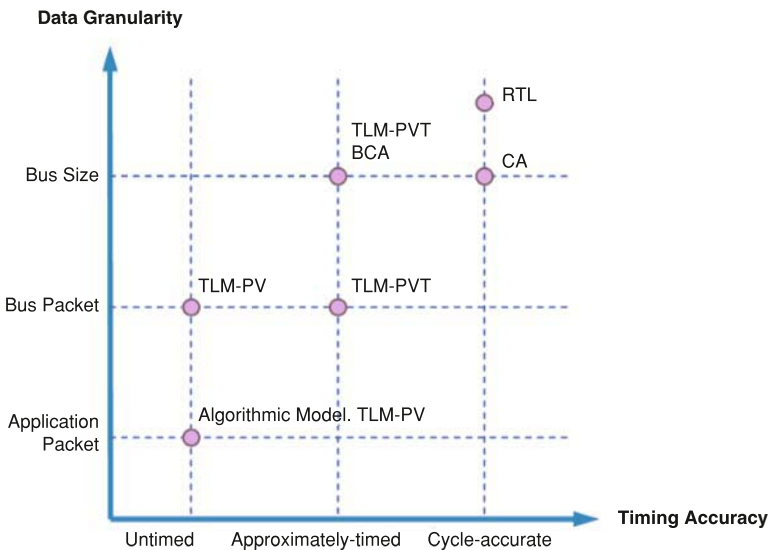 Data Granularity
RTL
TLM-PVT
BCA
CA
Bus Size
TLM-PV
TLM-PVT
Bus Packet
Algorithmic Model. TLM-PV
Application
Packet
Timing Accuracy
Untimed
Approximately-timed
Cycle-accurate